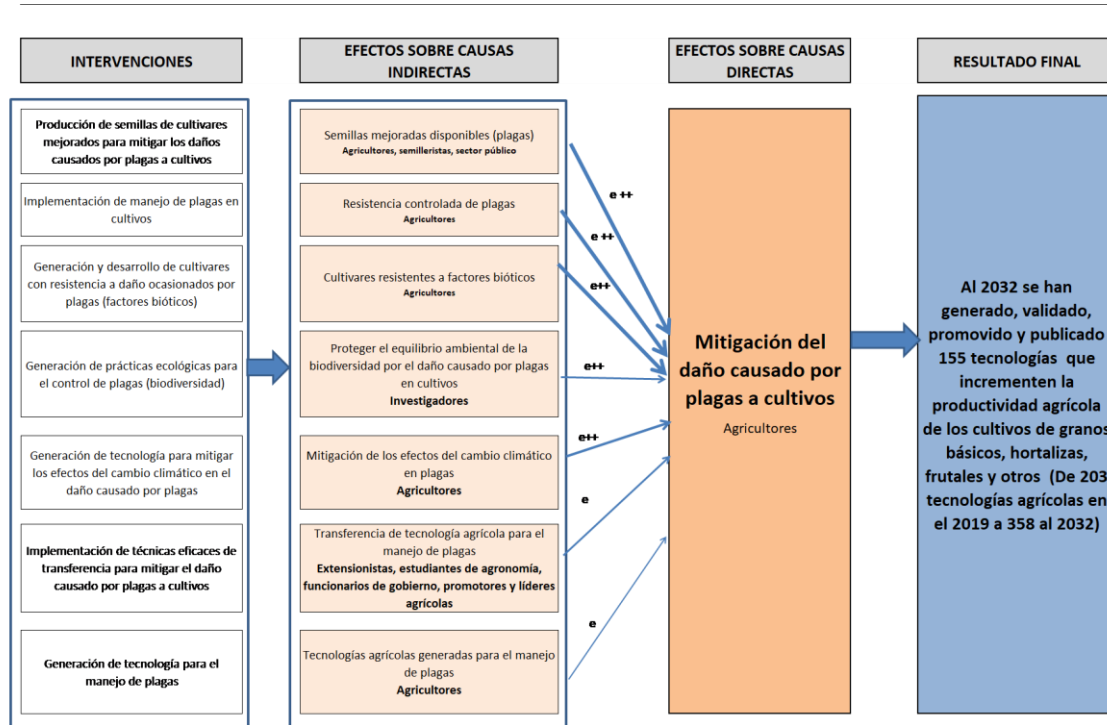 INTERVENCIONES
EFECTOS SOBRE CAUSAS
INDIRECTAS
EFECTOS SOBRE CAUSAS
DIRECTAS
RESULTADO FINAL
Producción de semillas de cultivares
mejorados para mitigar los daños
causados por plagas a cultivos
Implementación de manejo de plagas en
cultivos
Generación y desarrollo de cultivares
con resistencia a daño ocasionados por
plagas (factores bióticos)
Generación de prácticas ecológicas para
el control de plagas (biodiversidad)
Generación de tecnología para mitigar
los efectos del cambio climático en el
daño causado por plagas
Implementación de técnicas eficaces de
transferencia para mitigar el daño
causado por plagas a cultivos
Generación de tecnología para el
manejo de plagas
Semillas mejoradas disponibles (plagas)
Agricultores, semilleristas, sector público
Resistencia controlada de plagas
Agricultores
Cultivares resistentes a factores bióticos
Agricultores
Proteger el equilibrio ambiental de la
biodiversidad por el daño causado por plagas
en cultivos
Investigadores
Mitigación de los efectos del cambio climático
en plagas
Agricultores
Transferencia de tecnología agrícola para el
manejo de plagas
Extensionistas, estudiantes de agronomía,
funcionarios de gobierno, promotores y líderes
agrícolas
Tecnologías agrícolas generadas para el manejo
de plagas
Agricultores
e ++
e ++
e++
e++
e++
e
e
Mitigación del
daño causado por
plagas a cultivos
Agricultores
Al 2032 se han
generado, validado,
promovido y publicado
155 tecnologías que
incrementen la
productividad agrícola
de los cultivos de granos
básicos, hortalizas,
frutales y otros (De 203
tecnologías agrícolas en
el 2019 a 358 al 2032)